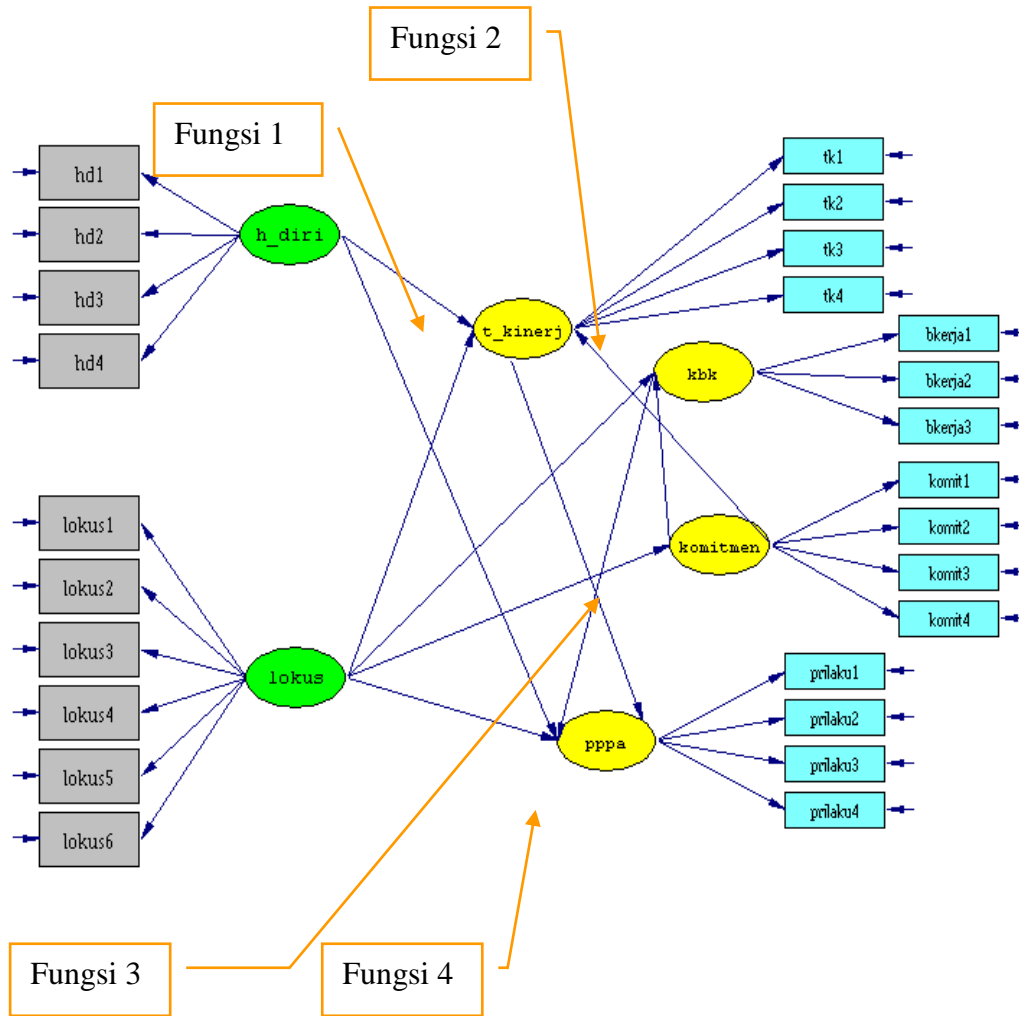 Fungsi 2
Fungsi 1
hd1
hd2
hd3
hd4
h_diri
t_kinerj
tk1
tk2
tk3
tk4
kbk
bkerja1
bkerja2
bkerja3
komitmen
komit1
komit2
komit3
komit4
lokus1
lokus2
lokus3
lokus4
lokus5
lokus6
lokus
pppa
prilaku1
prilaku2
prilaku3
prilaku4
Fungsi 3
Fungsi 4